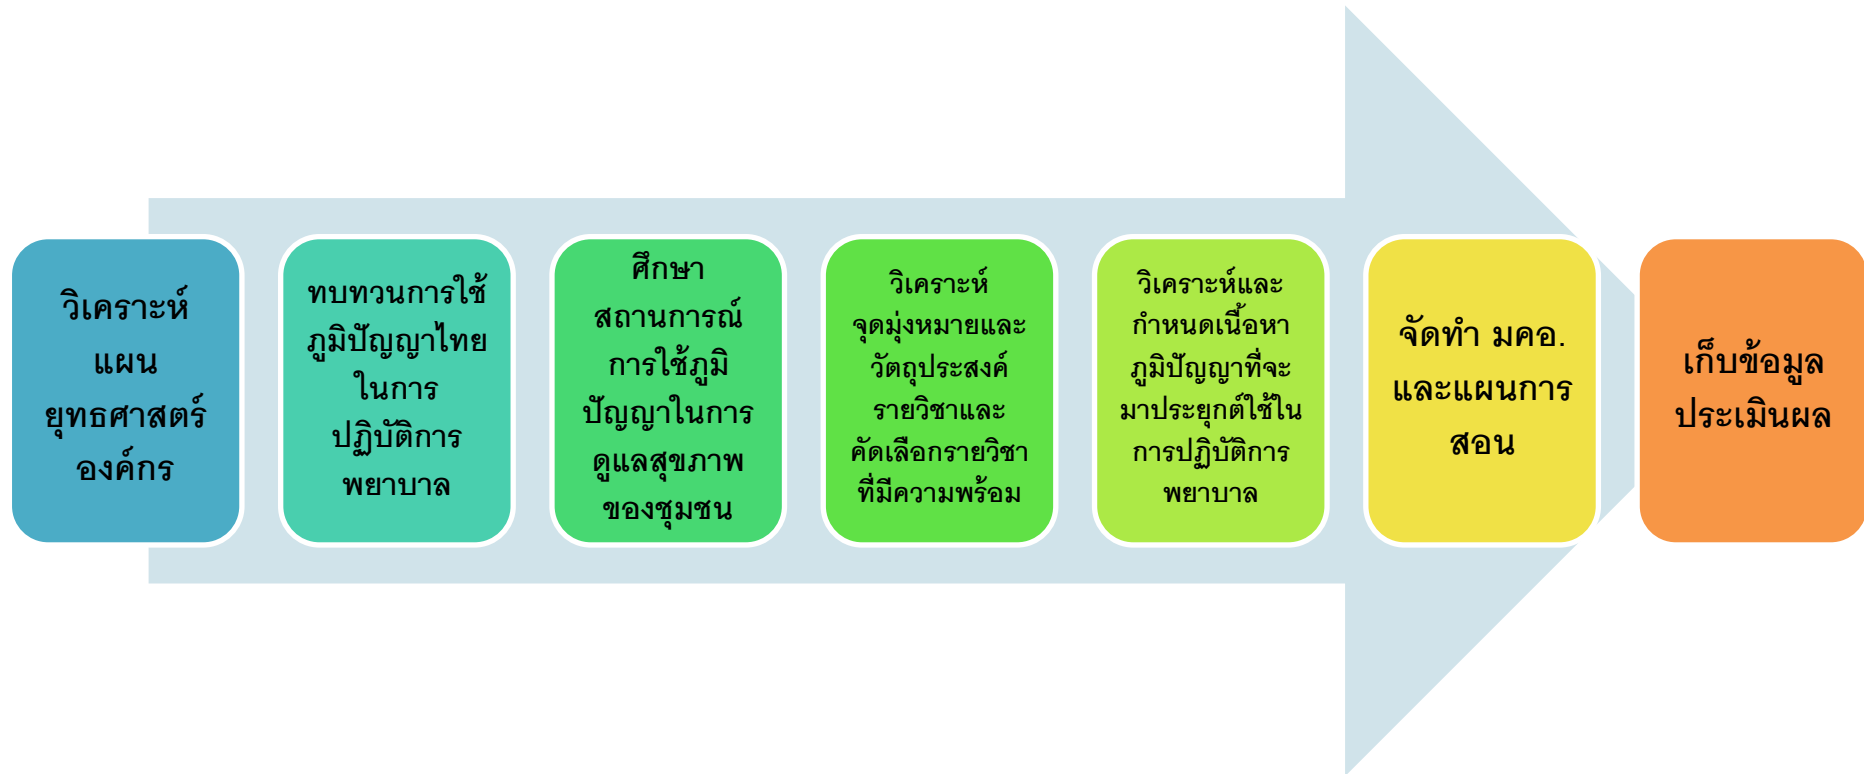 วิเคราะห์
แผน
ยุทธศาสตร์
องค์กร
ทบทวนการใช้
ภูมิปัญญาไทย
ในการ
ปฏิบัติการ
พยาบาล
ศึกษา
สถานการณ์
การใช้ภูมิ
ปัญญาในการ
ดูแลสุขภาพ
ของชุมชน
วิเคราะห์
จุดมุ่งหมายและ
วัตถุประสงค์
รายวิชาและ
คัดเลือกรายวิชา
ที่มีความพร้อม
วิเคราะห์และ
กำหนดเนื้อหา
ภูมิปัญญาที่จะ
มาประยุกต์ใช้ใน
การปฏิบัติการ
พยาบาล
จัดทำ มคอ.
และแผนการ
สอน
เก็บข้อมูล
ประเมินผล